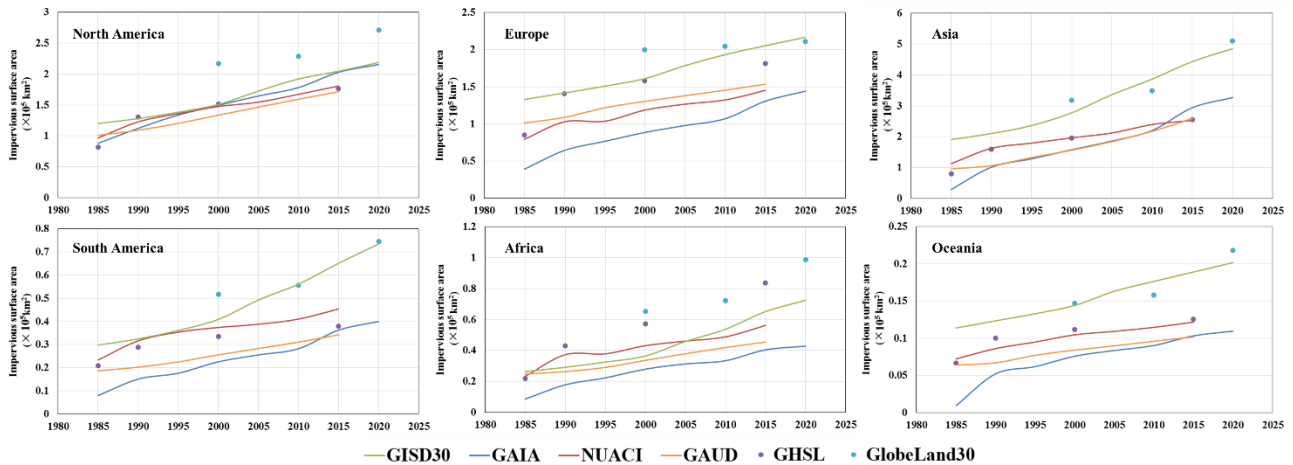 North America
Impervious surface area
(×10⁵ km²)
3
2.5
2
1.5
1
0.5
0
1980 1985 1990 1995 2000 2005 2010 2015 2020 2025
Europe
Impervious surface area
(×10⁵ km²)
2.5
2
1.5
1
0.5
0
1980 1985 1990 1995 2000 2005 2010 2015 2020 2025
Asia
Impervious surface area
(×10⁵ km²)
6
5
4
3
2
1
0
1980 1985 1990 1995 2000 2005 2010 2015 2020 2025
South America
Impervious surface area
(×10⁵ km²)
0.8
0.7
0.6
0.5
0.4
0.3
0.2
0.1
0
1980 1985 1990 1995 2000 2005 2010 2015 2020 2025
Africa
Impervious surface area
(×10⁵ km²)
1.2
1
0.8
0.6
0.4
0.2
0
1980 1985 1990 1995 2000 2005 2010 2015 2020 2025
Oceania
Impervious surface area
(×10⁵ km²)
0.25
0.2
0.15
0.1
0.05
0
1980 1985 1990 1995 2000 2005 2010 2015 2020 2025
GISD30 GAIA NUACI GAUD GHSL GlobeLand30